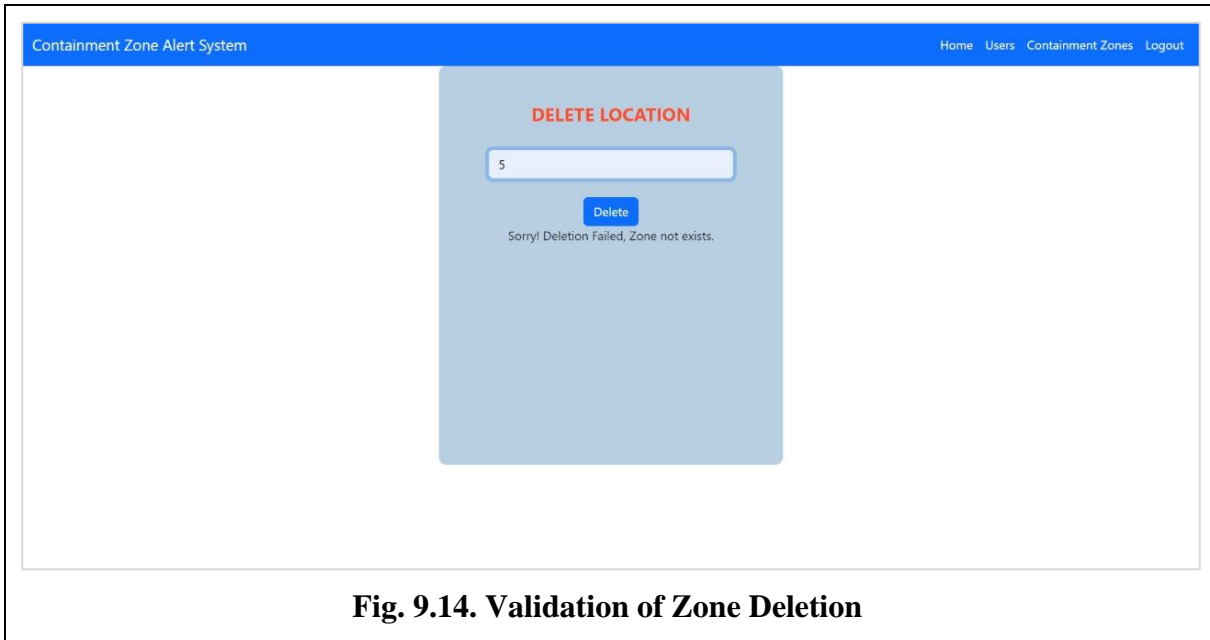 Containment Zone Alert System
Home Users Containment Zones Logout
DELETE LOCATION
5
Delete
Sorry! Deletion Failed, Zone not exists.
Fig. 9.14. Validation of Zone Deletion